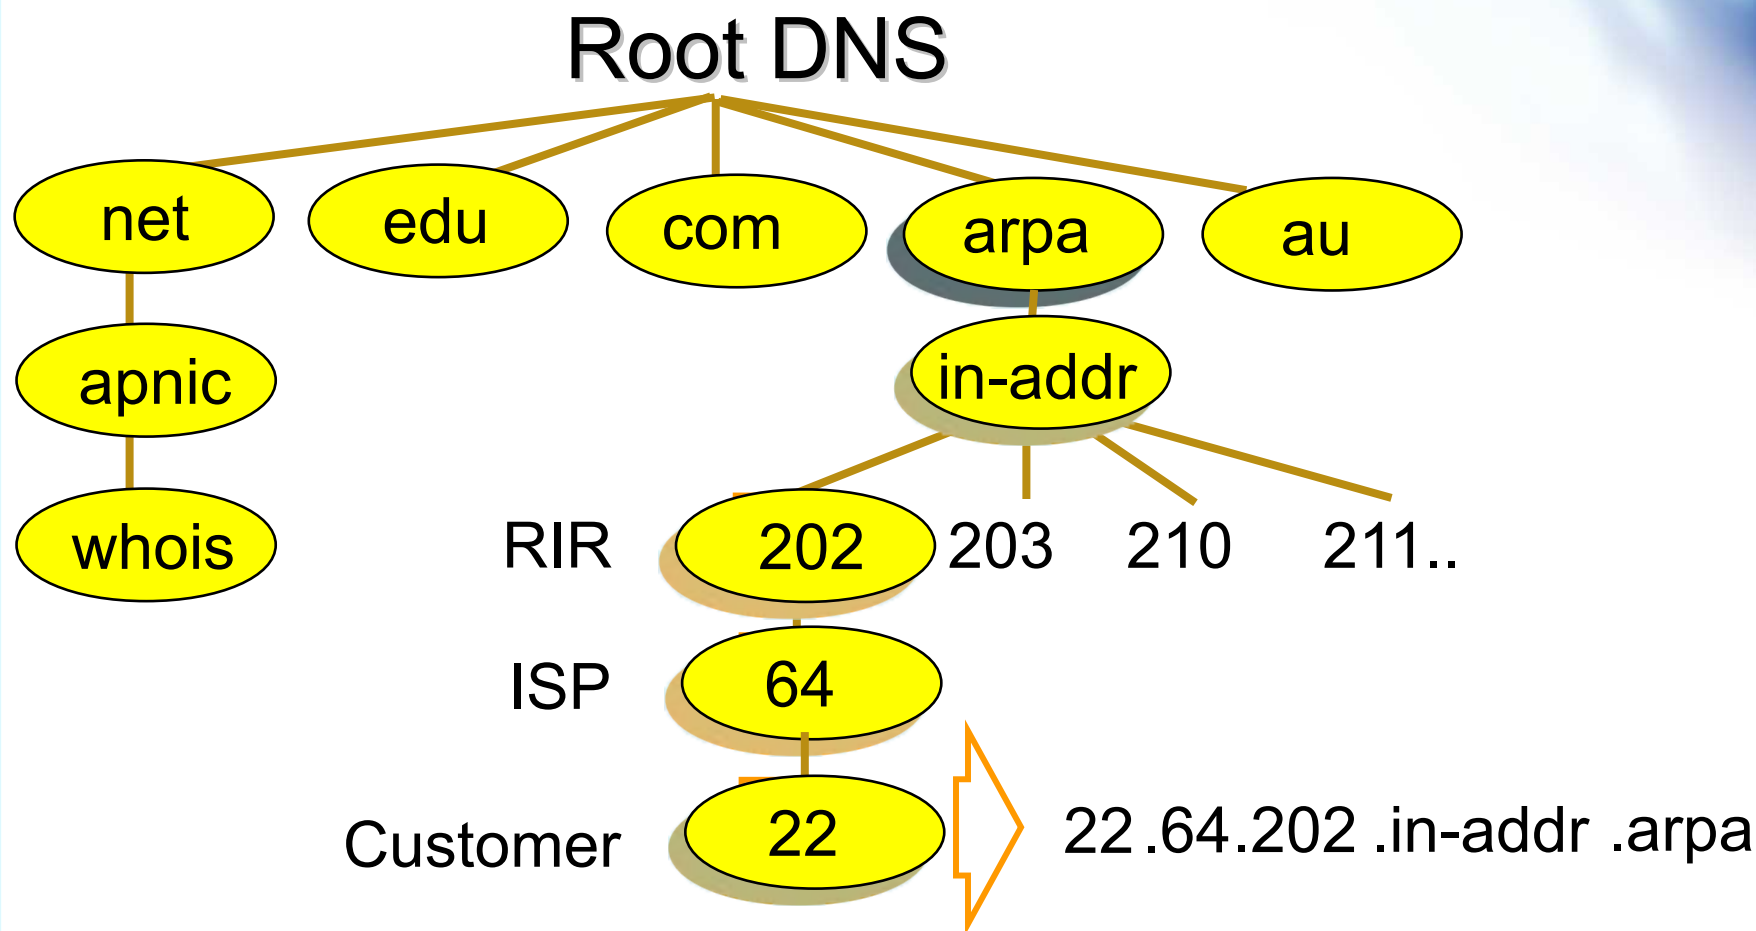 Root DNS
net edu com arpa au
apnic in-addr
whois RIR 202 203 210 211..
ISP 64
Customer 22 22.64.202 .in-addr .arpa